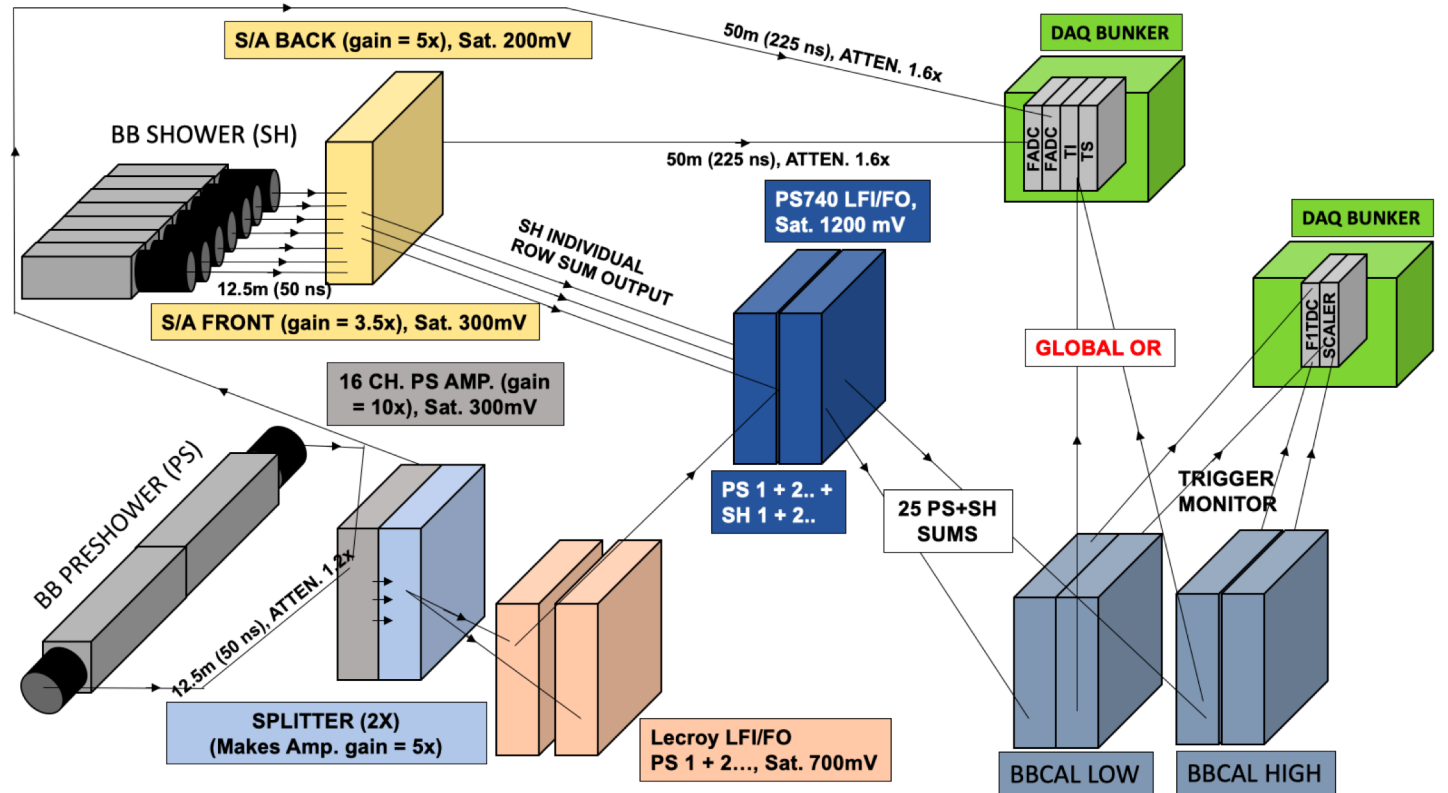 S/A BACK (gain = 5x), Sat. 200mV
50m (225 ns), ATTEN. 1.6x
DAQ BUNKER
FADC
FADC
TI
TS
BB SHOWER (SH)
50m (225 ns), ATTEN. 1.6x
12.5m (50 ns)
S/A FRONT (gain = 3.5x), Sat. 300mV
SH INDIVIDUAL
ROW SUM OUTPUT
PS740 LFI/FO,
Sat. 1200 mV
DAQ BUNKER
F1TDC
SCALER
GLOBAL OR
16 CH. PS AMP. (gain
= 10x), Sat. 300mV
BB PRESHOWER (PS)
12.5m (50 ns), ATTEN. 1.2x
PS 1 + 2.. +
SH 1 + 2..
25 PS+SH
SUMS
TRIGGER
MONITOR
SPLITTER (2X)
(Makes Amp. gain = 5x)
Lecroy LFI/FO
PS 1 + 2..., Sat. 700mV
BBCAL LOW
BBCAL HIGH